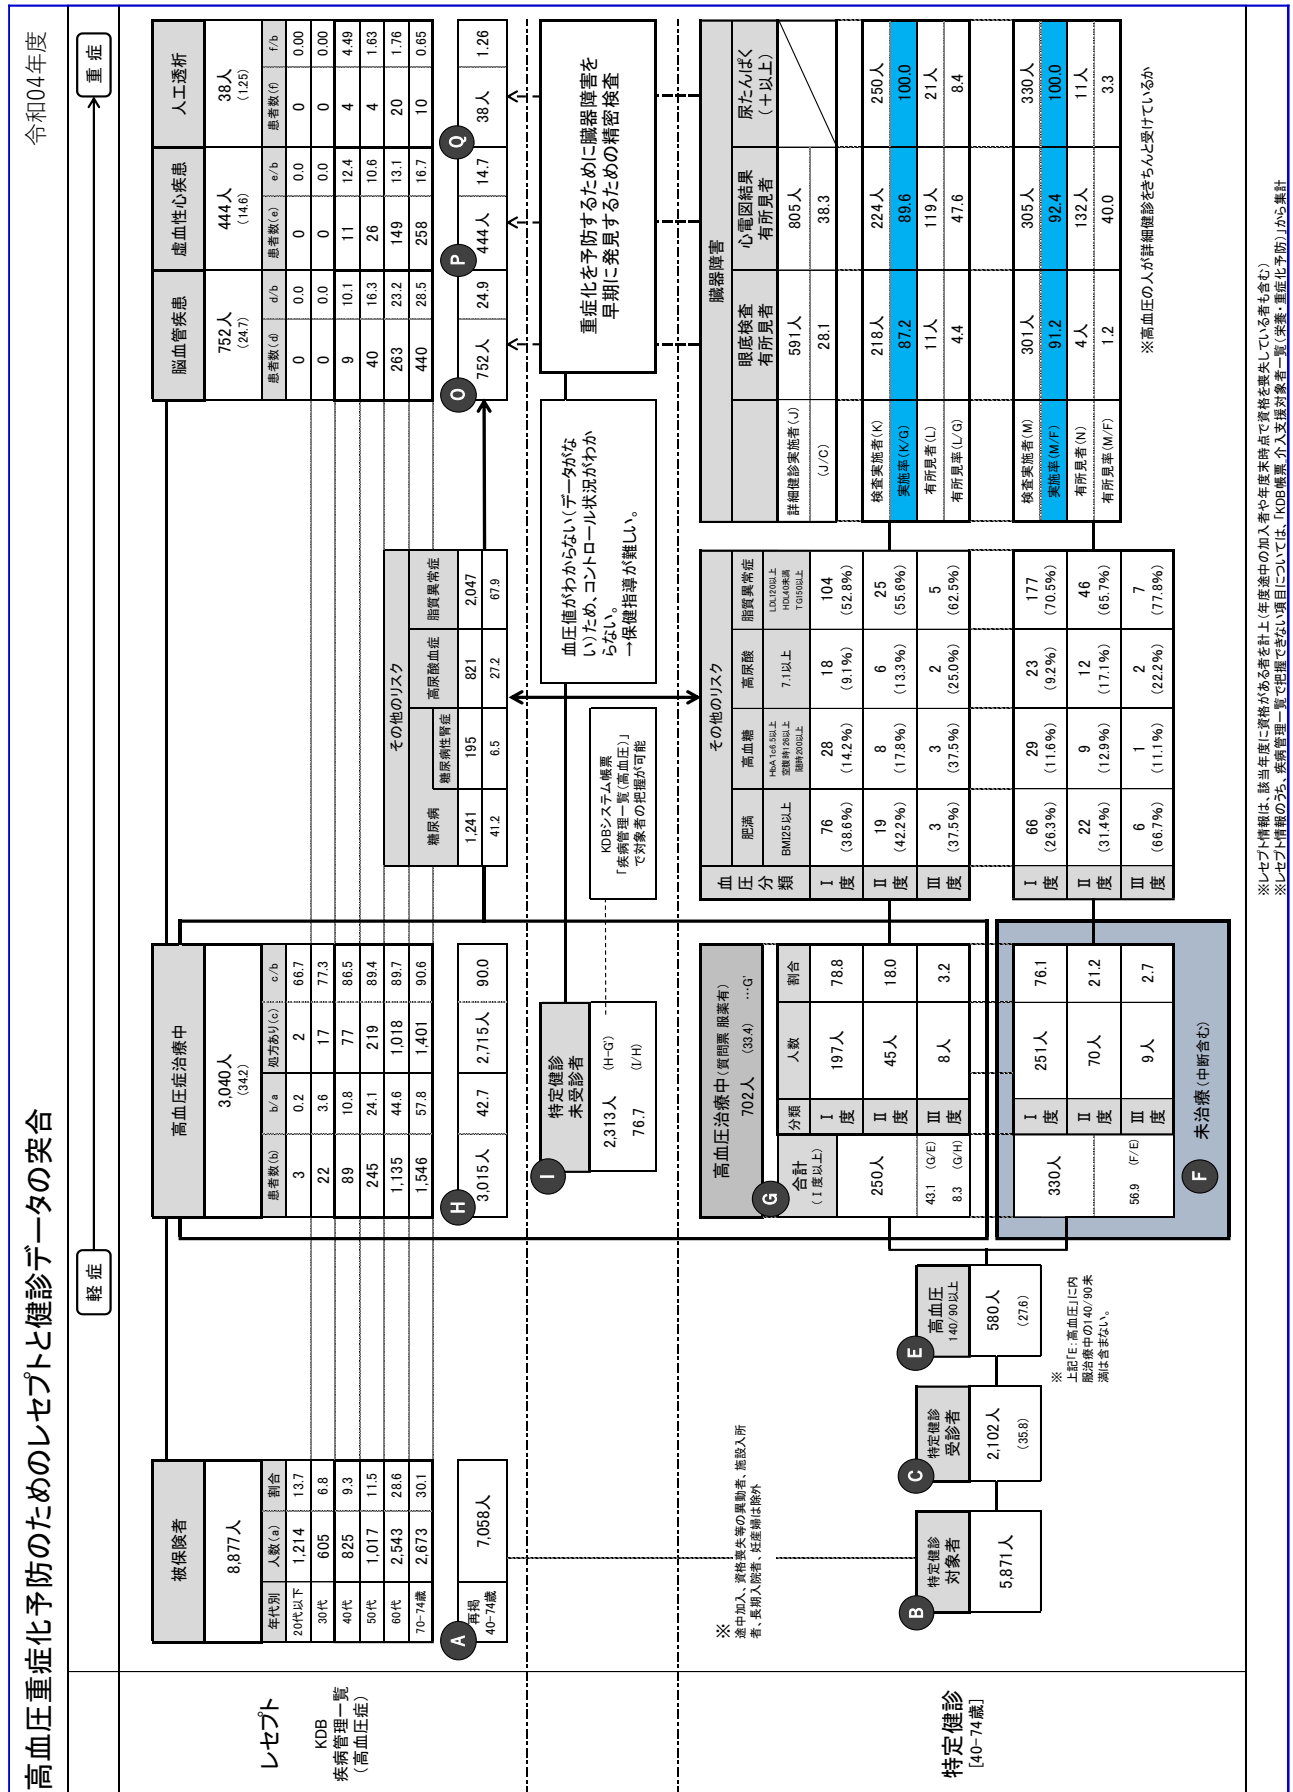 高血圧重症化予防のためのレセプトと健診データの突合
令和04年度
軽症
重症
レセプト
KDB
疾病管理一覧
（高血圧症）
被保険者
8,877人
年代別 人数(a) 割合
20代以下 1,214 13.7
30代 605 6.8
40代 825 9.3
50代 1,017 11.5
60代 2,543 28.6
70-74歳 2,673 30.1
A
再掲
40-74歳
7,058人
高血圧症治療中
3,040人
(34.2)
患者数(b) b/a 処方あり(c) c/b
3 0.2 2 66.7
22 3.6 17 77.3
89 10.8 77 86.5
245 24.1 219 89.4
1,135 44.6 1,018 89.7
1,546 57.8 1,401 90.6
H
3,015人 42.7 2,715人 90.0
その他のリスク
糖尿病 糖尿病性腎症 高尿酸血症 脂質異常症
1,241 195 821 2,047
41.2 6.5 27.2 67.9
脳血管疾患 虚血性心疾患 人工透析
752人 444人 38人
(24.7) (14.6) (1.25)
患者数(d) d/b 患者数(e) e/b 患者数(f) f/b
0 0.0 0 0.0 0 0.00
0 0.0 0 0.0 0 0.00
9 10.1 11 12.4 4 4.49
40 16.3 26 10.6 4 1.63
263 23.2 149 13.1 20 1.76
440 28.5 258 16.7 10 0.65
O P Q
752人 24.9 444人 14.7 38人 1.26
I
特定健診
未受診者
2,313人 (H-G')
76.7 (I/H)
KDBシステム帳票
「疾病管理一覧(高血圧)」
で対象者の把握が可能
血圧値がわからない（データがな
い）ため、コントロール状況がわか
らない。
→保健指導が難しい。
重症化を予防するために臓器障害を
早期に発見するための精密検査
特定健診
[40-74歳]
※
途中加入、資格喪失等の異動者、施設入所
者、長期入院者、妊産婦は除外
B
特定健診
対象者
5,871人
C
特定健診
受診者
2,102人
(35.8)
E
高血圧
140/90以上
580人
(27.6)
※
上記「E:高血圧」に内
服治療中の140/90未
満は含まない。
G
高血圧治療中(質問票 服薬有)
702人 (33.4) …G'
合計
(Ⅰ度以上)
分類 人数 割合
250人
43.1 (G/E)
8.3 (G/H)
Ⅰ度 197人 78.8
Ⅱ度 45人 18.0
Ⅲ度 8人 3.2
330人
56.9 (F/E)
Ⅰ度 251人 76.1
Ⅱ度 70人 21.2
Ⅲ度 9人 2.7
F
未治療(中断含む)
血圧分類
その他のリスク
肥満 高血糖 高尿酸 脂質異常症
BMI25以上
HbA1c6.5以上
空腹時126以上
随時200以上
7.1以上
LDL120以上
HDL40未満
TG150以上
Ⅰ度 76 28 18 104
(38.6%) (14.2%) (9.1%) (52.8%)
Ⅱ度 19 8 6 25
(42.2%) (17.8%) (13.3%) (55.6%)
Ⅲ度 3 3 2 5
(37.5%) (37.5%) (25.0%) (62.5%)
Ⅰ度 66 29 23 177
(26.3%) (11.6%) (9.2%) (70.5%)
Ⅱ度 22 9 12 46
(31.4%) (12.9%) (17.1%) (65.7%)
Ⅲ度 6 1 2 7
(66.7%) (11.1%) (22.2%) (77.8%)
臓器障害
眼底検査
有所見者
心電図結果
有所見者
尿たんぱく
(＋以上)
詳細健診実施者(J) 591人 805人
(J/C) 28.1 38.3
検査実施者(K) 218人 224人 250人
実施率(K/G) 87.2 89.6 100.0
有所見者(L) 11人 119人 21人
有所見率(L/G) 4.4 47.6 8.4
検査実施者(M) 301人 305人 330人
実施率(M/F) 91.2 92.4 100.0
有所見者(N) 4人 132人 11人
有所見率(M/F) 1.2 40.0 3.3
※高血圧の人が詳細健診をきちんと受けているか
※レセプト情報は、該当年度に資格がある者を計上(年度途中の加入者や年度末時点で資格を喪失している者も含む)
※レセプト情報のうち、疾病管理一覧で把握できない項目については、「KDB帳票 介入支援対象者一覧(栄養・重症化予防)」から集計